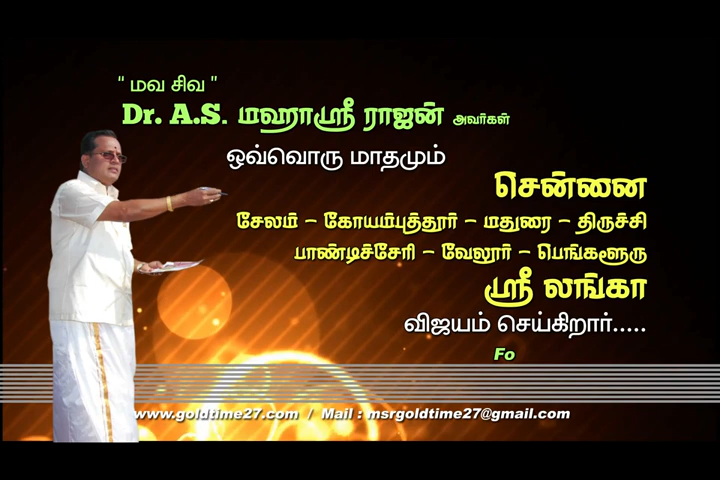 “ மவ சிவ ”
Dr. A.S. மஹாஸ்ரீ ராஜன் அவர்கள்
ஒவ்வொரு மாதமும்
சென்னை
சேலம் – கோயம்புத்தூர் – மதுரை – திருச்சி
பாண்டிச்சேரி – வேலூர் – பெங்களூரு
ஸ்ரீ லங்கா
விஜயம் செய்கிறார்.....
Fo
www.goldtime27.com / Mail : msrgoldtime27@gmail.com